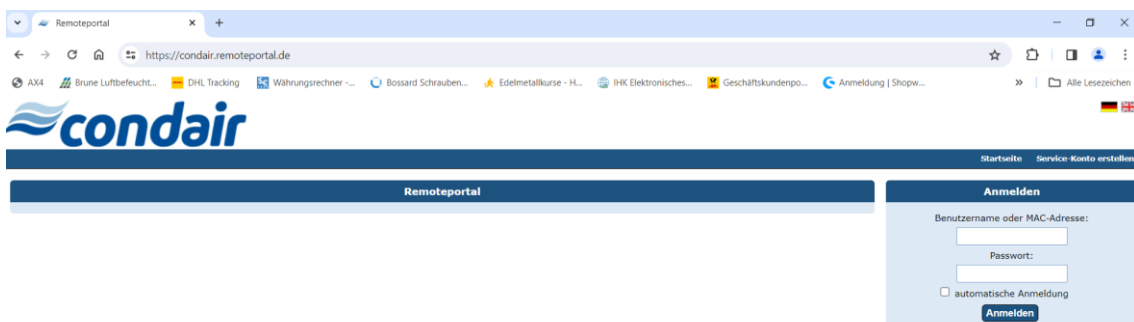 Remoteportal
https://condair.remoteportal.de
AX4 Brune Luftbefeucht... DHL Tracking Währungsrechner -... Bossard Schrauben... Edelmetallkurse - H... IHK Elektronisches... Geschäftskundenpo... Anmeldung | Shopw... » Alle Lesezeichen
condair
Startseite Service-Konto erstellen
Remoteportal
Anmelden
Benutzername oder MAC-Adresse:
Passwort:
automatische Anmeldung
Anmelden